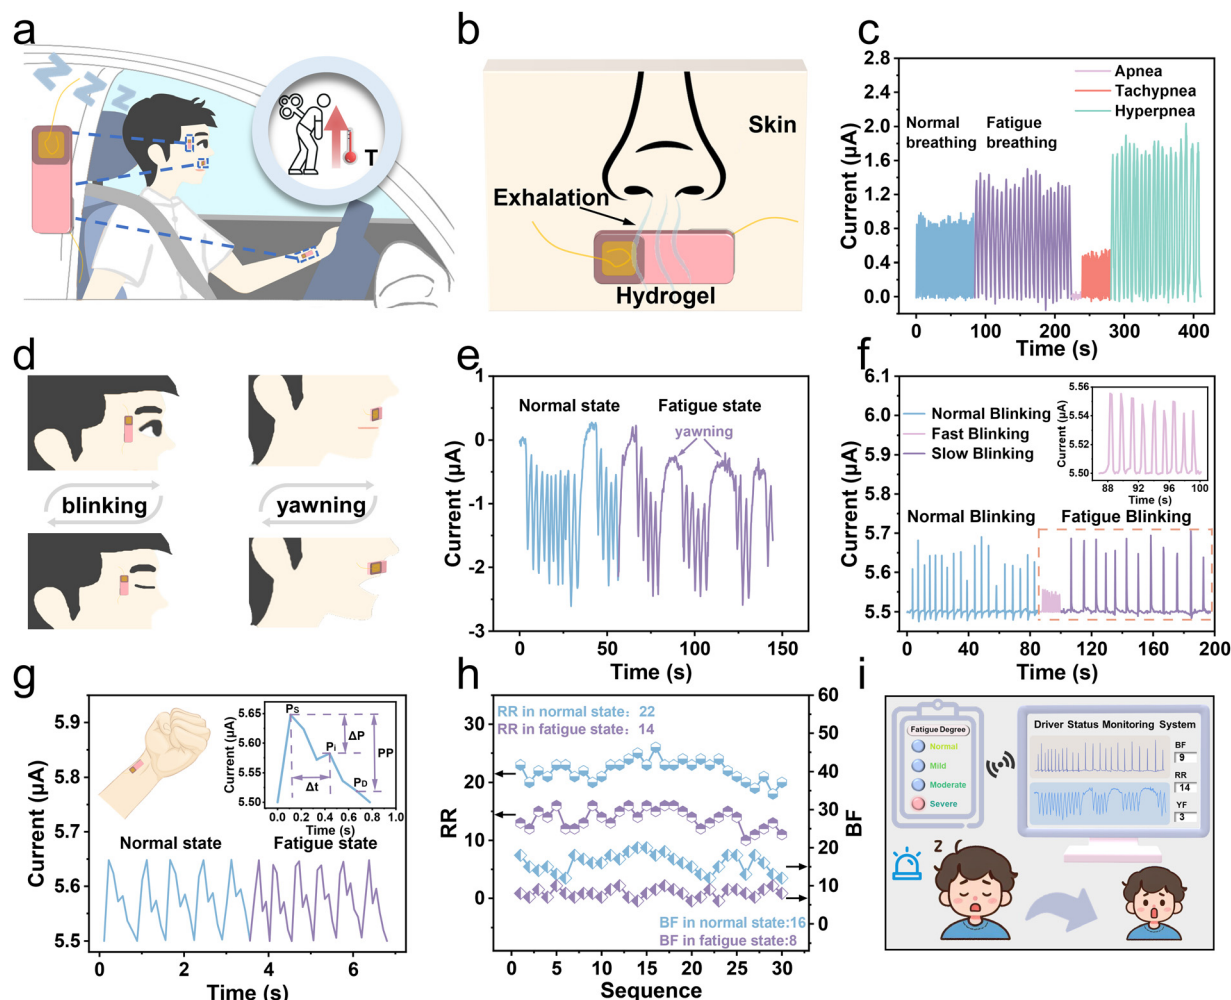 a
Z
Z
Z
T
b
Skin
Exhalation
Hydrogel
c
2.8
2.4
2.0
1.6
1.2
0.8
0.4
0.0
Current (μA)
Apnea
Tachypnea
Hyperpnea
Normal
breathing
Fatigue
breathing
0 100 200 300 400
Time (s)
d
blinking
yawning
e
1
0
-1
-2
-3
Current (μA)
Normal state
Fatigue state
yawning
0 50 100 150
Time (s)
f
6.1
6.0
5.9
5.8
5.7
5.6
5.5
Current (μA)
Normal Blinking
Fast Blinking
Slow Blinking
5.56
5.54
5.52
5.50
Current (μA)
88 92 96 100
Time (s)
Normal Blinking
Fatigue Blinking
0 40 80 120 160 200
Time (s)
g
5.9
5.8
5.7
5.6
5.5
Current (μA)
5.65
5.60
5.55
5.50
Current (μA)
PS
ΔP
PP
Pi
Δt
PD
0.0 0.2 0.4 0.6 0.8 1.0
Time (s)
Normal state
Fatigue state
0 2 4 6
Time (s)
h
RR in normal state: 22
RR in fatigue state: 14
30
20
10
0
RR
60
50
40
30
20
10
0
BF
BF in normal state:16
BF in fatigue state:8
0 5 10 15 20 25 30
Sequence
i
Fatigue Degree
Normal
Mild
Moderate
Severe
Driver Status Monitoring System
BF
9
RR
14
YF
3
z